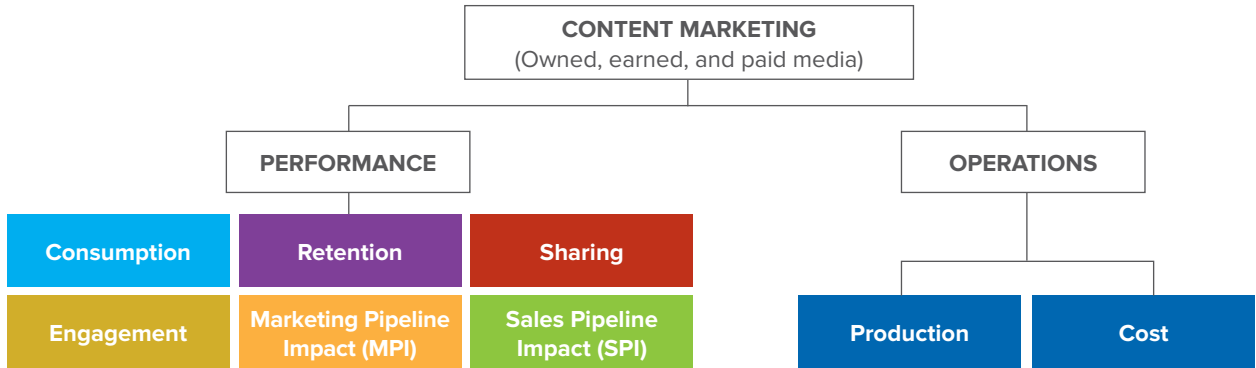 CONTENT MARKETING
(Owned, earned, and paid media)
PERFORMANCE
OPERATIONS
Consumption
Retention
Sharing
Engagement
Marketing Pipeline
Impact (MPI)
Sales Pipeline
Impact (SPI)
Production
Cost